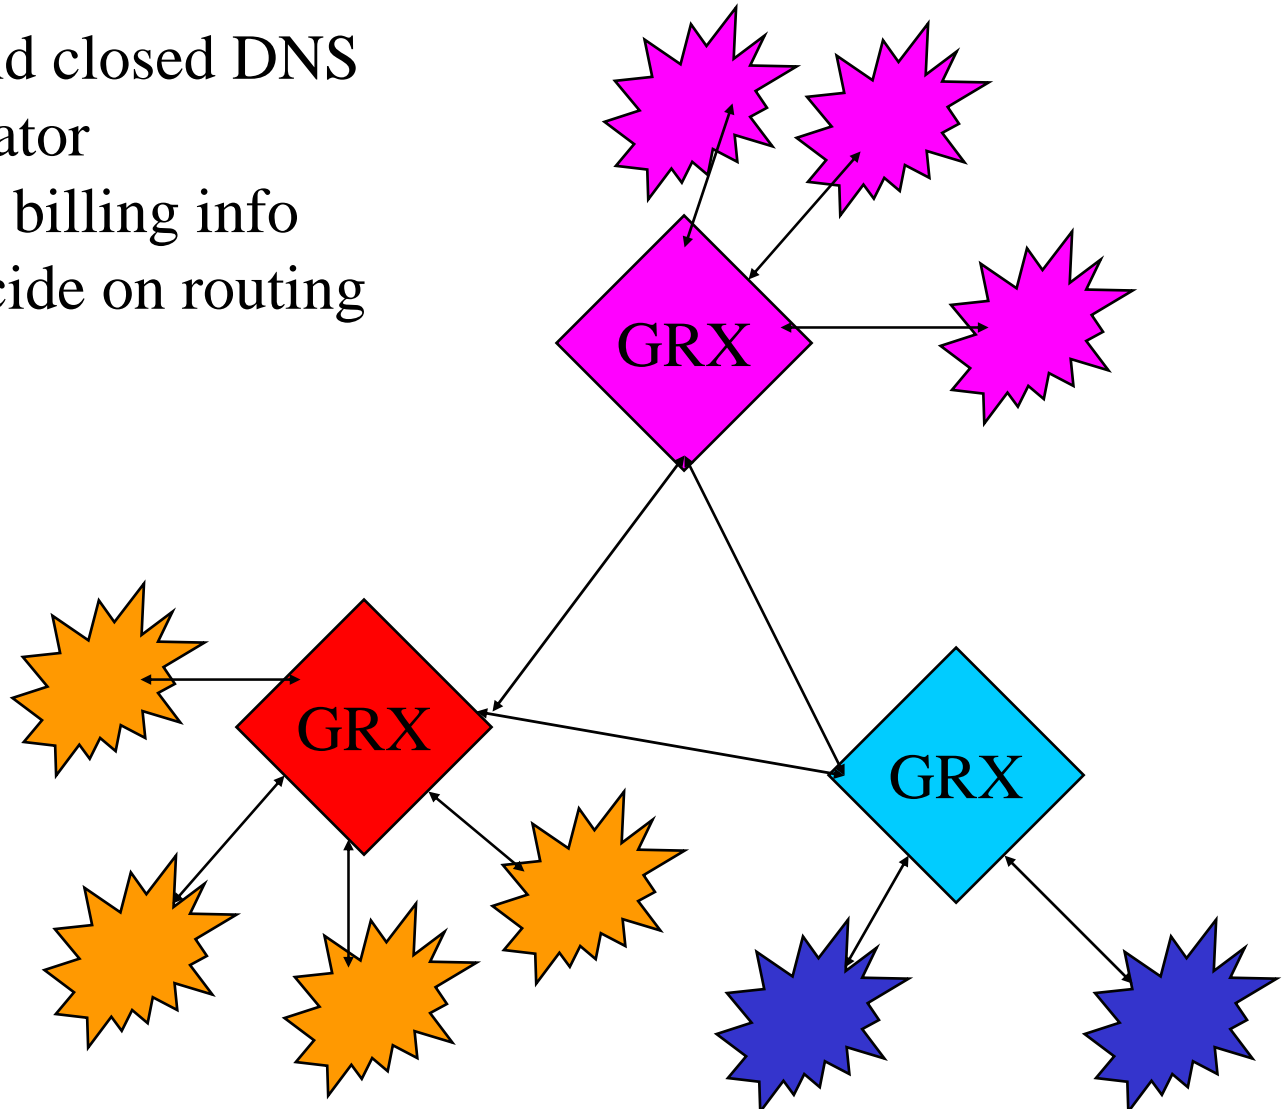 d closed DNS
ator
billing info
cide on routing
GRX
GRX
GRX